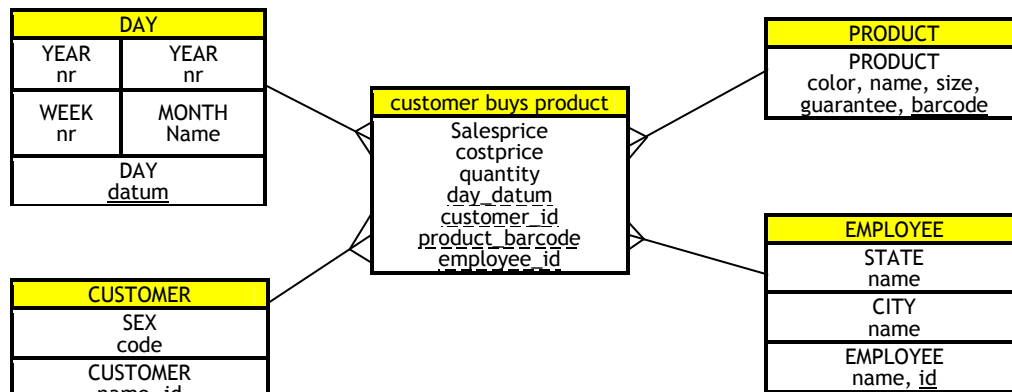 DAY
YEAR
nr
YEAR
nr
WEEK
nr
MONTH
Name
DAY
datum
CUSTOMER
SEX
code
CUSTOMER
name, id
customer buys product
Salesprice
costprice
quantity
day_datum
customer_id
product_barcode
employee_id
PRODUCT
PRODUCT
color, name, size,
guarantee, barcode
EMPLOYEE
STATE
name
CITY
name
EMPLOYEE
name, id